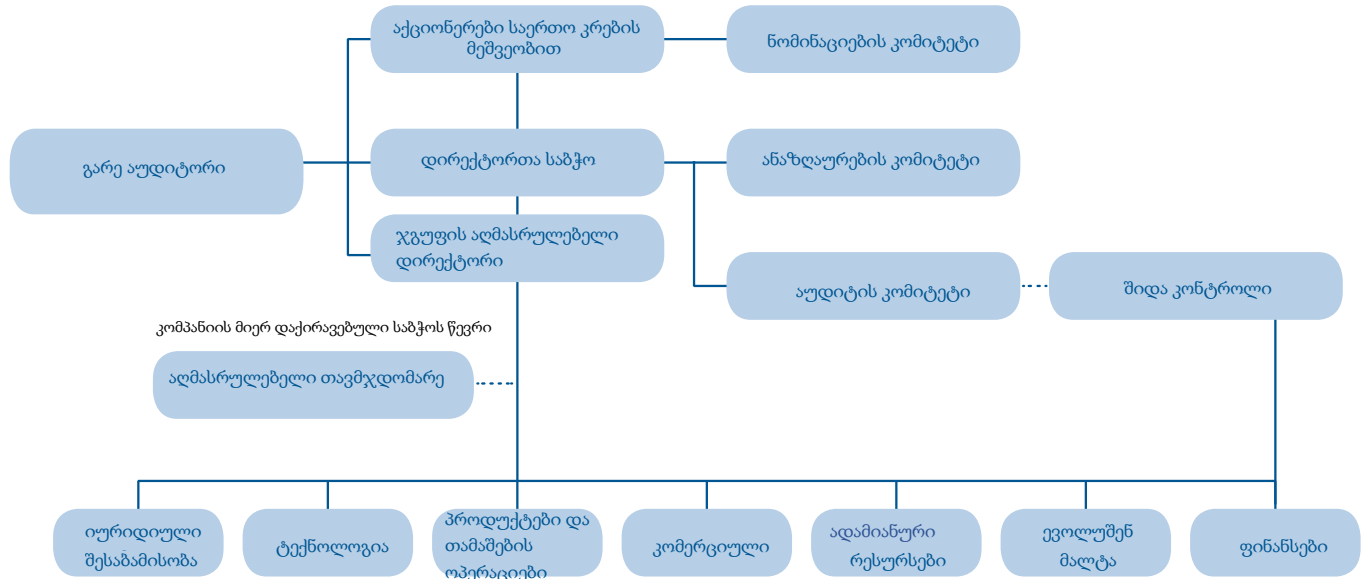 აქციონერები საერთო კრების
მეშვეობით
ნომინაციების კომიტეტი
გარე აუდიტორი
დირექტორთა საბჭო
ანაზღაურების კომიტეტი
ჯგუფის აღმასრულებელი
დირექტორი
აუდიტის კომიტეტი
შიდა კონტროლი
კომპანიის მიერ დაქირავებული საბჭოს წევრი
აღმასრულებელი თავმჯდომარე
იურიდიული
შესაბამისობა
ტექნოლოგია
პროდუქტები და
თამაშების
ოპერაციები
კომერციული
ადამიანური
რესურსები
ევოლუშენ
მალტა
ფინანსები